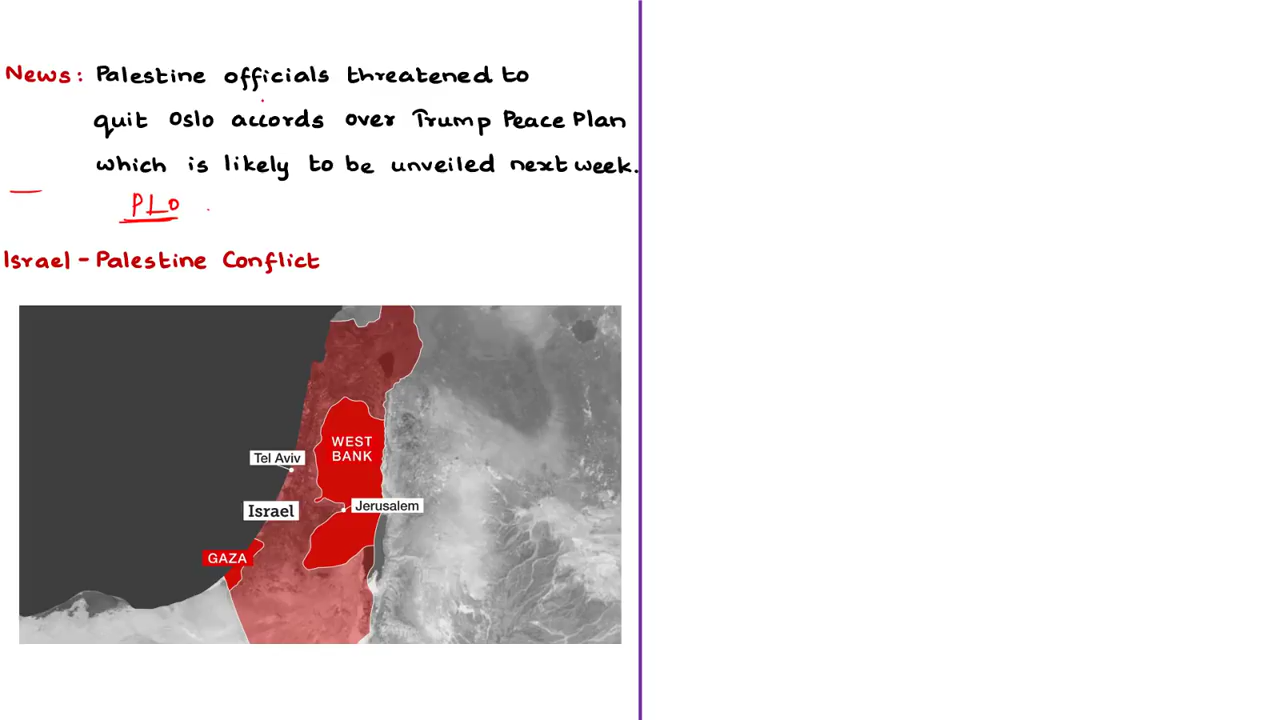 News: Palestine officials threatened to
quit Oslo accords over Trump Peace Plan
which is likely to be unveiled next week.
PLO
Israel - Palestine Conflict
WEST
BANK
Tel Aviv
Jerusalem
Israel
GAZA